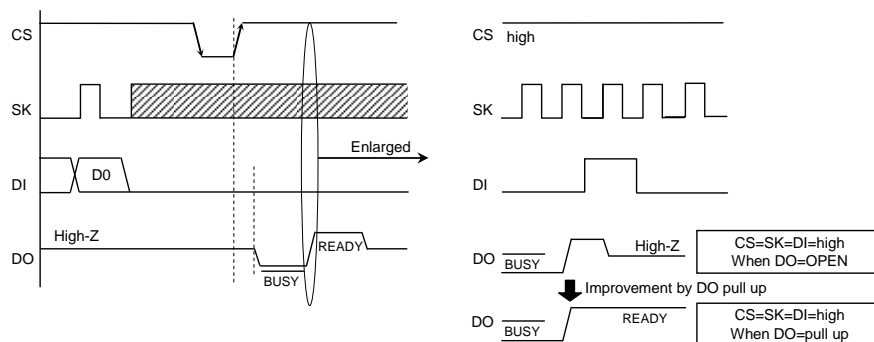 CS
SK
DI
D0
High-Z
DO
BUSY
READY
Enlarged
CS high
SK
DI
DO
BUSY
High-Z
CS=SK=DI=high
When DO=OPEN
Improvement by DO pull up
DO
BUSY
READY
CS=SK=DI=high
When DO=pull up